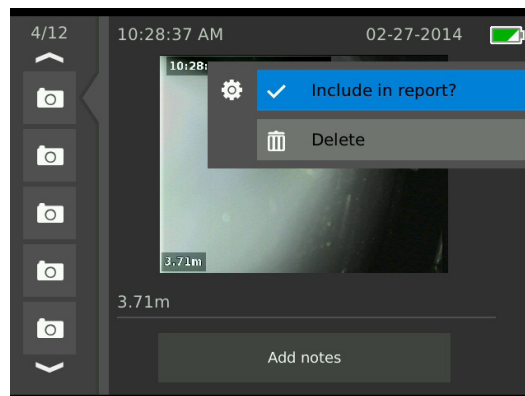 4/12
10:28:37 AM
02-27-2014
10:28:
Include in report?
Delete
3.71m
3.71m
Add notes